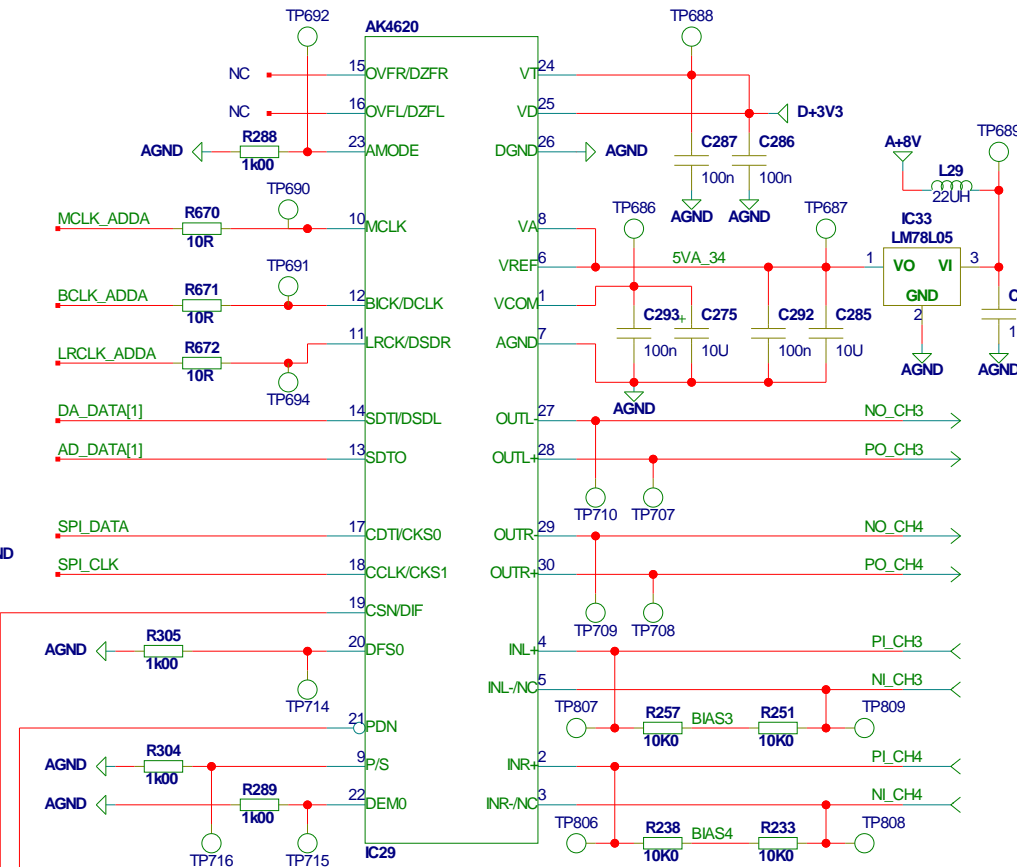 TP692
AK4620
TP688
NC
15
OVFR/DZFR
VT
24
NC
16
OVFL/DZFL
VD
25
D+3V3
AGND
R288
1k00
23
AMODE
DGND
26
AGND
C287
100n
C286
100n
AGND
AGND
A+8V
TP689
L29
22UH
TP690
MCLK_ADDA
R670
10R
10
MCLK
VA
8
TP686
TP687
IC33
LM78L05
VREF
6
5VA_34
1
VO
VI
3
GND
2
TP691
BCLK_ADDA
R671
10R
12
BICK/DCLK
VCOM
1
C293
100n
+
C275
10U
C292
100n
C285
10U
C
1
LRCLK_ADDA
R672
10R
11
LRCK/DSDR
AGND
7
AGND
AGND
AGND
TP694
DA_DATA[1]
14
SDTI/DSDL
OUTL-
27
NO_CH3
AD_DATA[1]
13
SDTO
OUTL+
28
PO_CH3
TP710
TP707
SPI_DATA
17
CDTI/CKS0
OUTR-
29
NO_CH4
ND
SPI_CLK
18
CCLK/CKS1
OUTR+
30
PO_CH4
19
CSN/DIF
TP709
TP708
AGND
R305
1k00
20
DFS0
INL+
4
PI_CH3
TP714
INL-/NC
5
NI_CH3
21
PDN
TP807
R257
10K0
BIAS3
R251
10K0
TP809
AGND
R304
1k00
9
P/S
INR+
2
PI_CH4
AGND
R289
1k00
22
DEM0
INR-/NC
3
NI_CH4
TP716
TP715
IC29
TP806
R238
10K0
BIAS4
R233
10K0
TP808